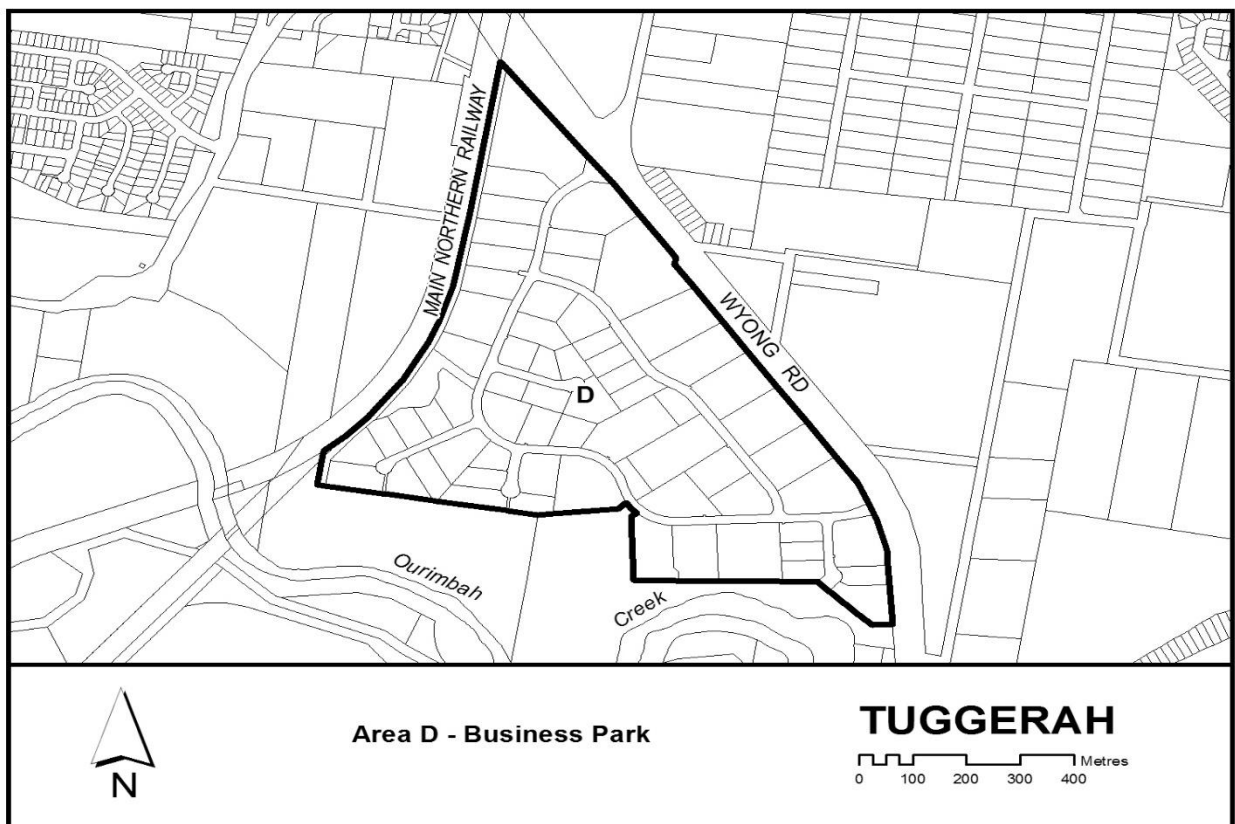 MAIN NORTHERN RAILWAY
WYONG RD
D
Ourimbah
Creek
N
Area D - Business Park
TUGGERAH
Metres
0 100 200 300 400